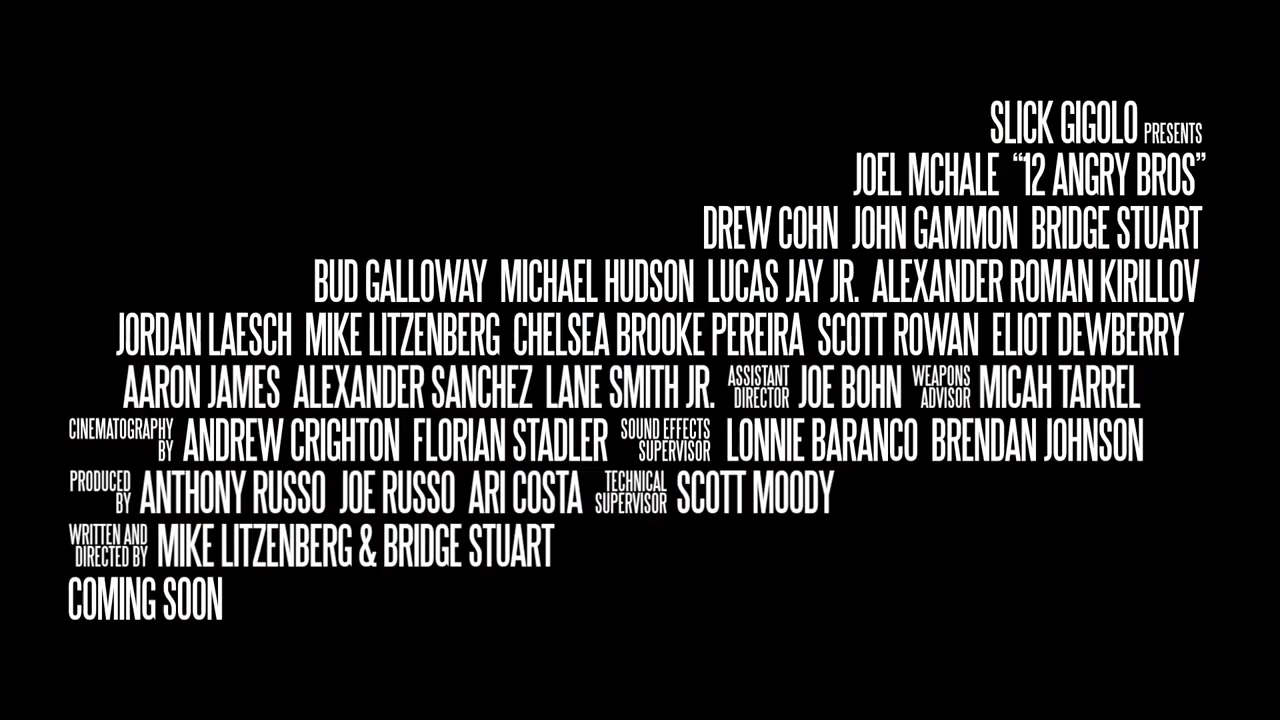 SLICK GIGOLO PRESENTS
JOEL MCHALE “12 ANGRY BROS”
DREW COHN JOHN GAMMON BRIDGE STUART
BUD GALLOWAY MICHAEL HUDSON LUCAS JAY JR. ALEXANDER ROMAN KIRILLOV
JORDAN LAESCH MIKE LITZENBERG CHELSEA BROOKE PEREIRA SCOTT ROWAN ELIOT DEWBERRY
AARON JAMES ALEXANDER SANCHEZ LANE SMITH JR. ASSISTANT DIRECTOR JOE BOHN WEAPONS ADVISOR MICAH TARREL
CINEMATOGRAPHY BY ANDREW CRIGHTON FLORIAN STADLER SOUND EFFECTS SUPERVISOR LONNIE BARANCO BRENDAN JOHNSON
PRODUCED BY ANTHONY RUSSO JOE RUSSO ARI COSTA TECHNICAL SUPERVISOR SCOTT MOODY
WRITTEN AND DIRECTED BY MIKE LITZENBERG & BRIDGE STUART
COMING SOON